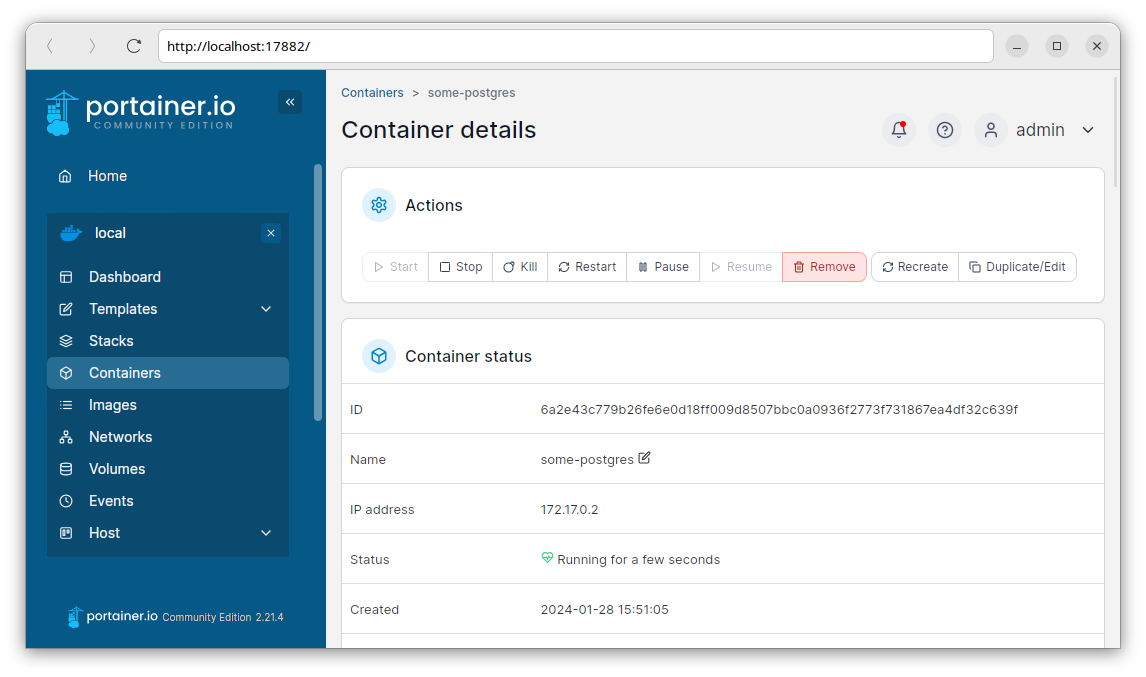 http://localhost:17882/
portainer.io
COMMUNITY EDITION
Home
local
Dashboard
Templates
Stacks
Containers
Images
Networks
Volumes
Events
Host
portainer.io Community Edition 2.21.4
Containers > some-postgres
Container details
admin
Actions
Start Stop Kill Restart Pause Resume Remove Recreate Duplicate/Edit
Container status
ID 6a2e43c779b26fe6e0d18ff009d8507bbc0a0936f2773f731867ea4df32c639f
Name some-postgres
IP address 172.17.0.2
Status Running for a few seconds
Created 2024-01-28 15:51:05